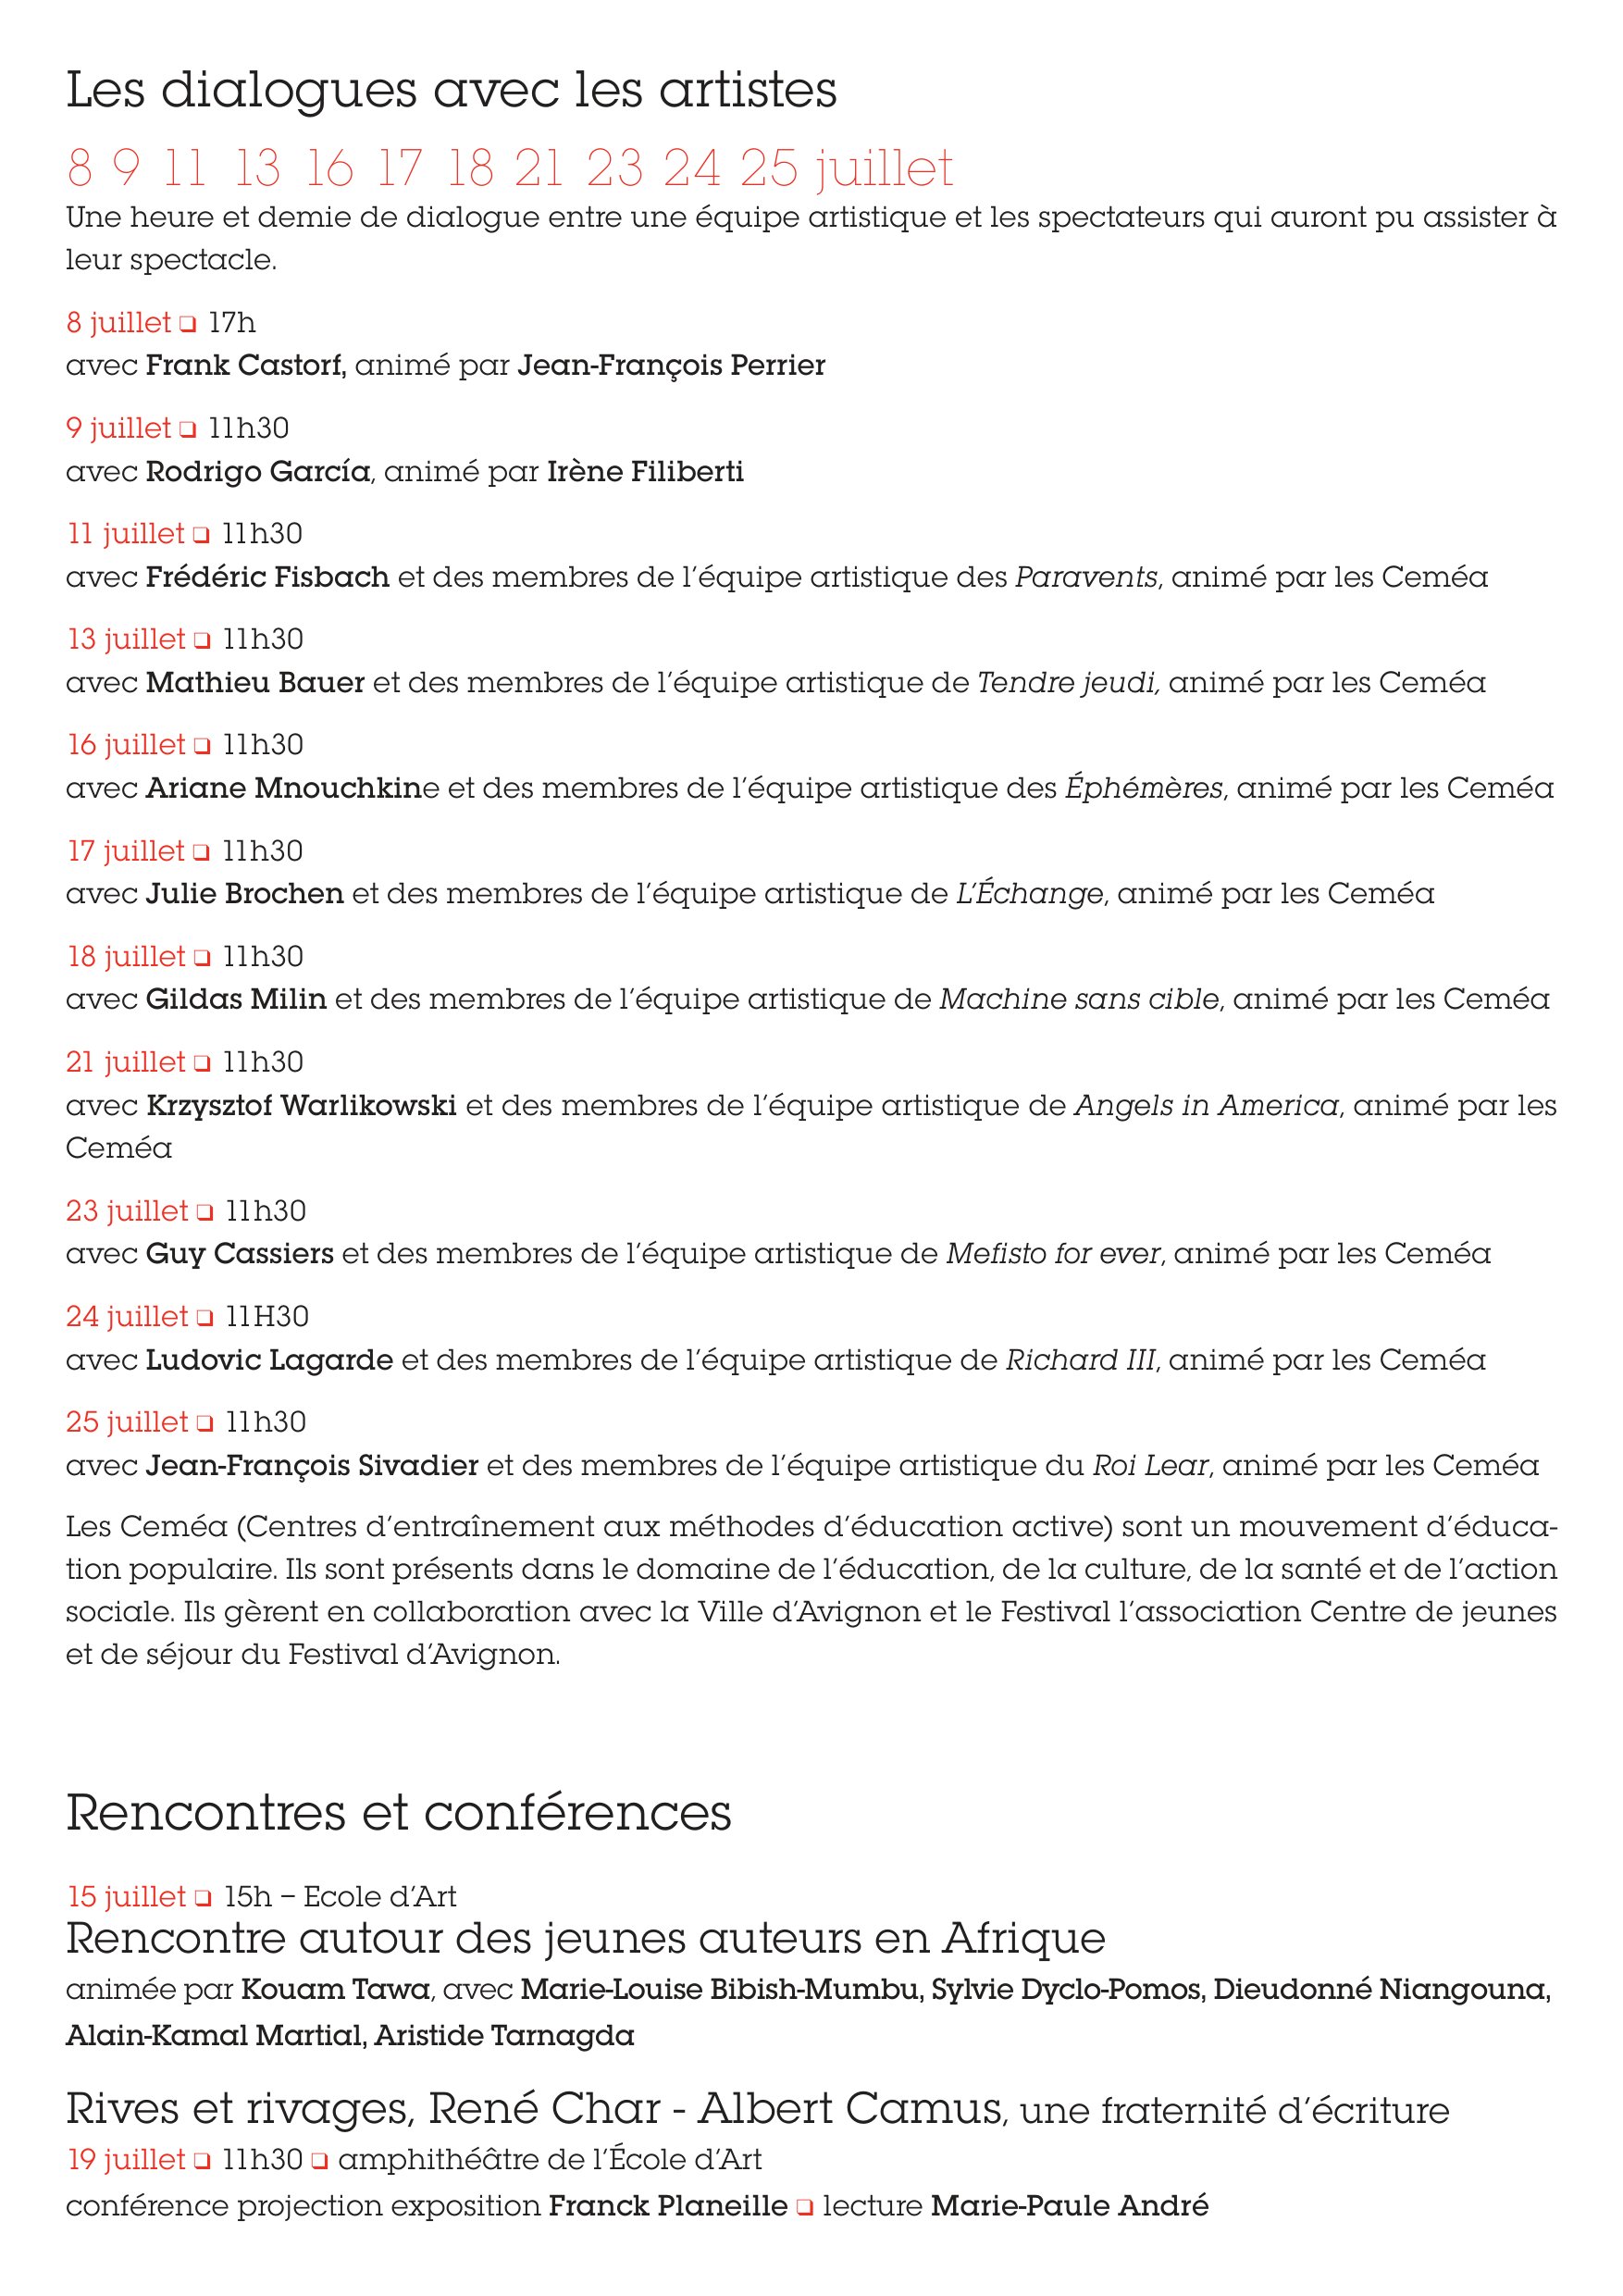 Les dialogues avec les artistes
8 9 11 13 16 17 18 21 23 24 25 juillet
Une heure et demie de dialogue entre une équipe artistique et les spectateurs qui auront pu assister à
leur spectacle.
8 juillet ❏ 17h
avec Frank Castorf, animé par Jean-François Perrier
9 juillet ❏ 11h30
avec Rodrigo García, animé par Irène Filiberti
11 juillet ❏ 11h30
avec Frédéric Fisbach et des membres de l'équipe artistique des Paravents, animé par les Ceméa
13 juillet ❏ 11h30
avec Mathieu Bauer et des membres de l'équipe artistique de Tendre jeudi, animé par les Ceméa
16 juillet ❏ 11h30
avec Ariane Mnouchkine et des membres de l'équipe artistique des Éphémères, animé par les Ceméa
17 juillet ❏ 11h30
avec Julie Brochen et des membres de l'équipe artistique de L'Échange, animé par les Ceméa
18 juillet ❏ 11h30
avec Gildas Milin et des membres de l'équipe artistique de Machine sans cible, animé par les Ceméa
21 juillet ❏ 11h30
avec Krzysztof Warlikowski et des membres de l'équipe artistique de Angels in America, animé par les
Ceméa
23 juillet ❏ 11h30
avec Guy Cassiers et des membres de l'équipe artistique de Mefisto for ever, animé par les Ceméa
24 juillet ❏ 11H30
avec Ludovic Lagarde et des membres de l'équipe artistique de Richard III, animé par les Ceméa
25 juillet ❏ 11h30
avec Jean-François Sivadier et des membres de l'équipe artistique du Roi Lear, animé par les Ceméa
Les Ceméa (Centres d'entraînement aux méthodes d'éducation active) sont un mouvement d'éduca-
tion populaire. Ils sont présents dans le domaine de l'éducation, de la culture, de la santé et de l'action
sociale. Ils gèrent en collaboration avec la Ville d'Avignon et le Festival l'association Centre de jeunes
et de séjour du Festival d'Avignon.
Rencontres et conférences
15 juillet ❏ 15h – Ecole d'Art
Rencontre autour des jeunes auteurs en Afrique
animée par Kouam Tawa, avec Marie-Louise Bibish-Mumbu, Sylvie Dyclo-Pomos, Dieudonné Niangouna,
Alain-Kamal Martial, Aristide Tarnagda
Rives et rivages, René Char - Albert Camus, une fraternité d'écriture
19 juillet ❏ 11h30 ❏ amphithéâtre de l'École d'Art
conférence projection exposition Franck Planeille ❏ lecture Marie-Paule André